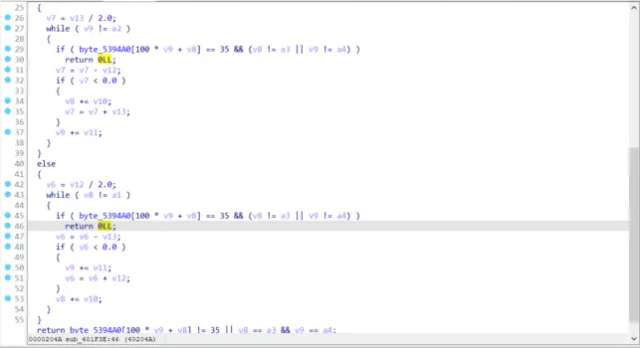 25 {
26 v7 = v13 / 2.0;
27 while ( v9 != a2 )
28 {
29 if ( byte_5394A0[100 * v9 + v8] == 35 && (v8 != a3 || v9 != a4) )
30 return 0LL;
31 v7 = v7 - v12;
32 if ( v7 < 0.0 )
33 {
34 v8 += v10;
35 v7 = v7 + v13;
36 }
37 v9 += v11;
38 }
39 }
40 else
41 {
42 v6 = v12 / 2.0;
43 while ( v8 != a1 )
44 {
45 if ( byte_5394A0[100 * v9 + v8] == 35 && (v8 != a3 || v9 != a4) )
46 return 0LL;
47 v6 = v6 - v13;
48 if ( v6 < 0.0 )
49 {
50 v9 += v11;
51 v6 = v6 + v12;
52 }
53 v8 += v10;
54 }
55 }
return byte_5394A0[100 * v9 + v8] != 35 || v8 == a3 && v9 == a4;
0000204A sub_401F3E:46 (40204A)